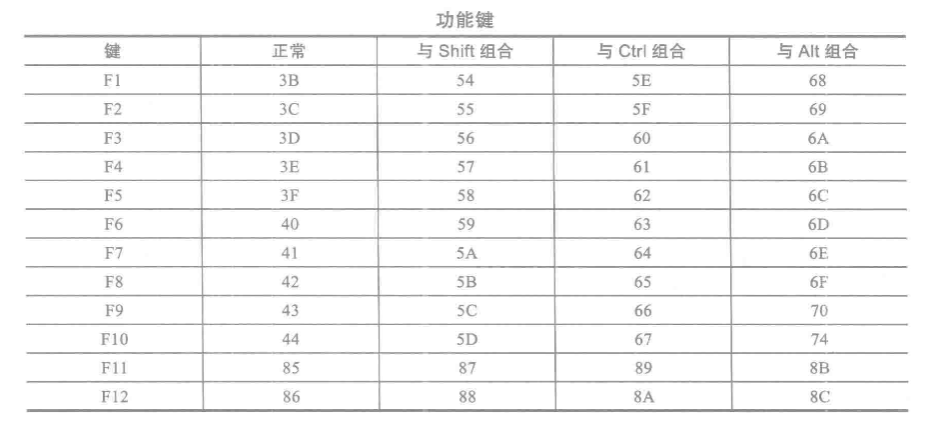 功能键
键 正常 与 Shift 组合 与 Ctrl 组合 与 Alt 组合
F1 3B 54 5E 68
F2 3C 55 5F 69
F3 3D 56 60 6A
F4 3E 57 61 6B
F5 3F 58 62 6C
F6 40 59 63 6D
F7 41 5A 64 6E
F8 42 5B 65 6F
F9 43 5C 66 70
F10 44 5D 67 74
F11 85 87 89 8B
F12 86 88 8A 8C